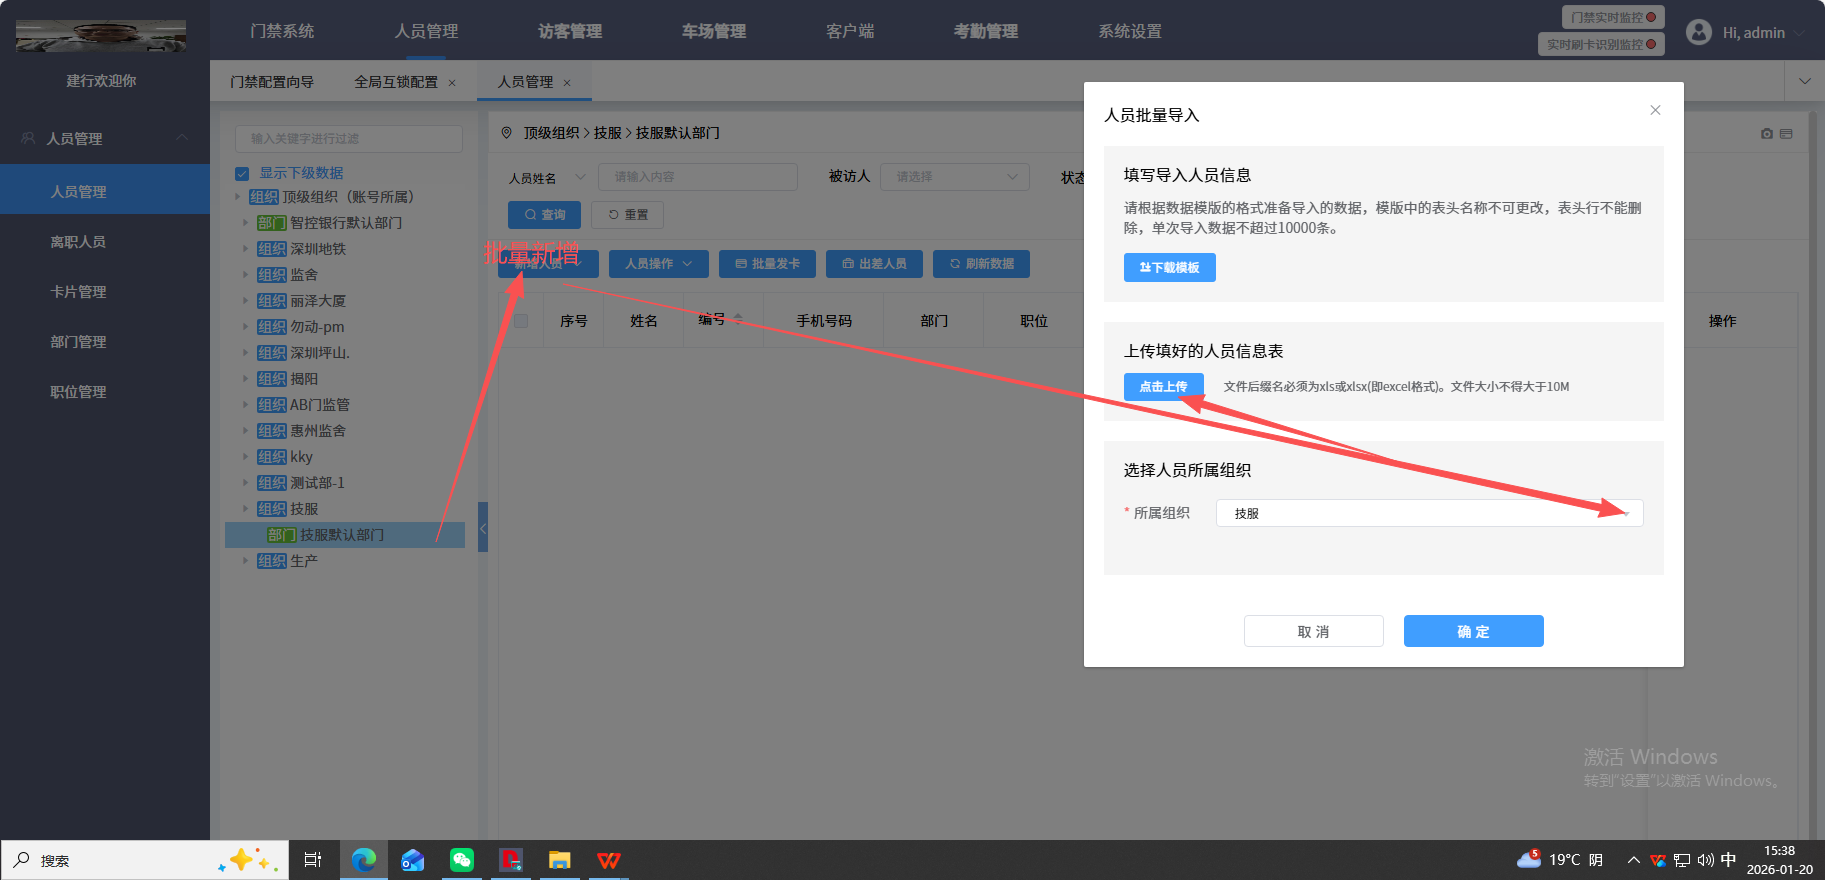 门禁系统
人员管理
访客管理
车场管理
客户端
考勤管理
系统设置
门禁实时监控
实时刷卡识别监控
Hi, admin
建行欢迎你
人员管理
人员管理
离职人员
卡片管理
部门管理
职位管理
门禁配置向导
全局互锁配置 ×
人员管理 ×
输入关键字进行过滤
显示下级数据
组织 顶级组织（账号所属）
部门 智控银行默认部门
组织 深圳地铁
组织 监舍
组织 丽泽大厦
组织 勿动-pm
组织 深圳坪山.
组织 揭阳
组织 AB门监管
组织 惠州监舍
组织 kky
组织 测试部-1
组织 技服
部门 技服默认部门
组织 生产
顶级组织 > 技服 > 技服默认部门
人员姓名
请输入内容
被访人
请选择
状态
查询
重置
批量新增
新增人员
人员操作
批量发卡
出差人员
刷新数据
序号
姓名
编号
手机号码
部门
职位
操作
人员批量导入
填写导入人员信息
请根据数据模版的格式准备导入的数据，模版中的表头名称不可更改，表头行不能删
除，单次导入数据不超过10000条。
下载模板
上传填好的人员信息表
点击上传
文件后缀名必须为xls或xlsx(即excel格式)。文件大小不得大于10M
选择人员所属组织
* 所属组织
技服
取 消
确 定
激活 Windows
转到“设置”以激活 Windows。
搜索
5
19°C 阴
中
15:38
2026-01-20